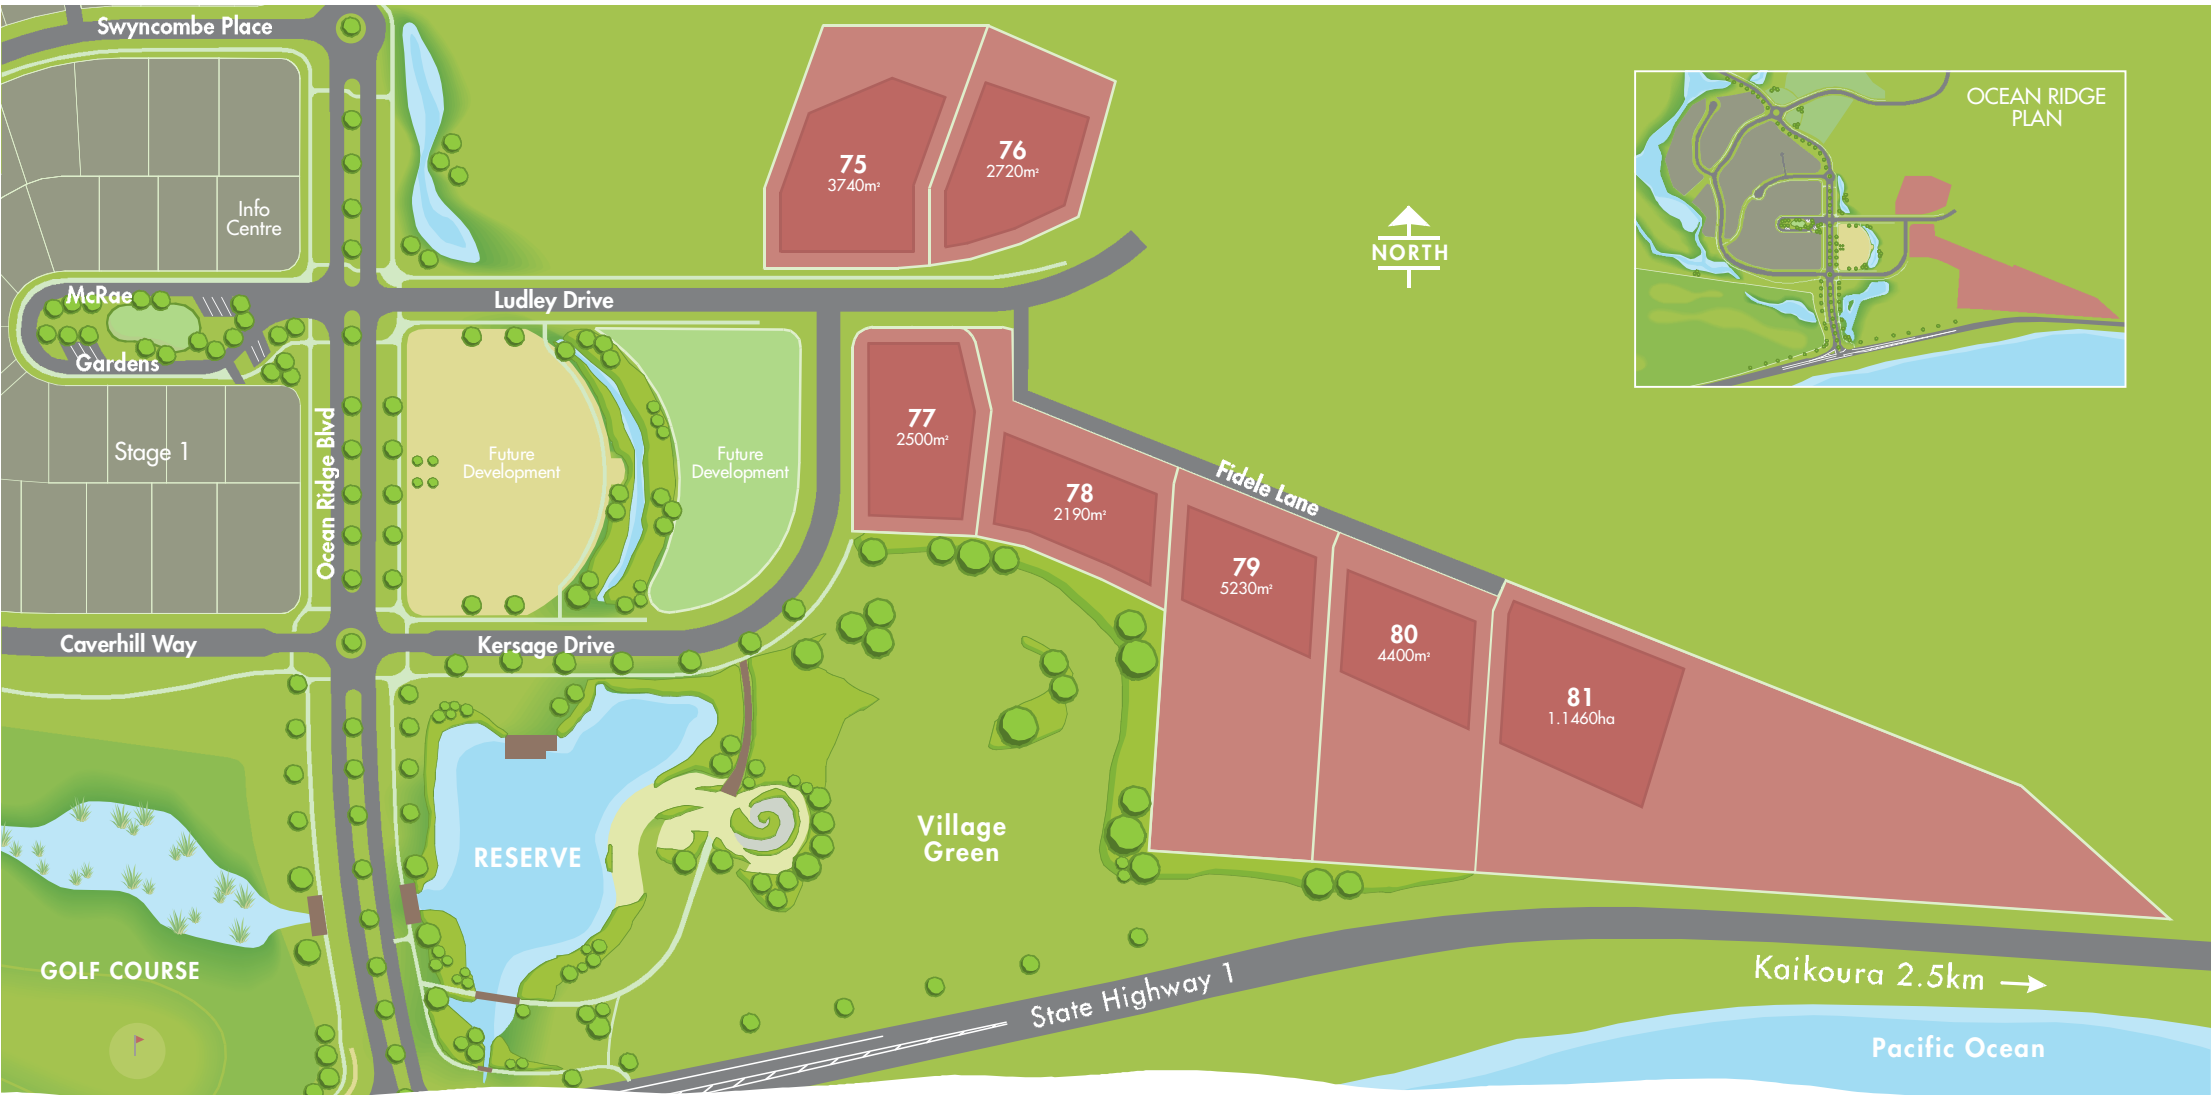 Swyncombe Place
OCEAN RIDGE
PLAN
75
3740m²
76
2720m²
Info
Centre
NORTH
McRae
Gardens
Ludley Drive
Stage 1
Ocean Ridge Blvd
Future
Development
Future
Development
77
2500m²
78
2190m²
Fidele Lane
79
5230m²
80
4400m²
81
1.1460ha
Caverhill Way
Kersage Drive
RESERVE
Village
Green
GOLF COURSE
State Highway 1
Kaikoura 2.5km
Pacific Ocean